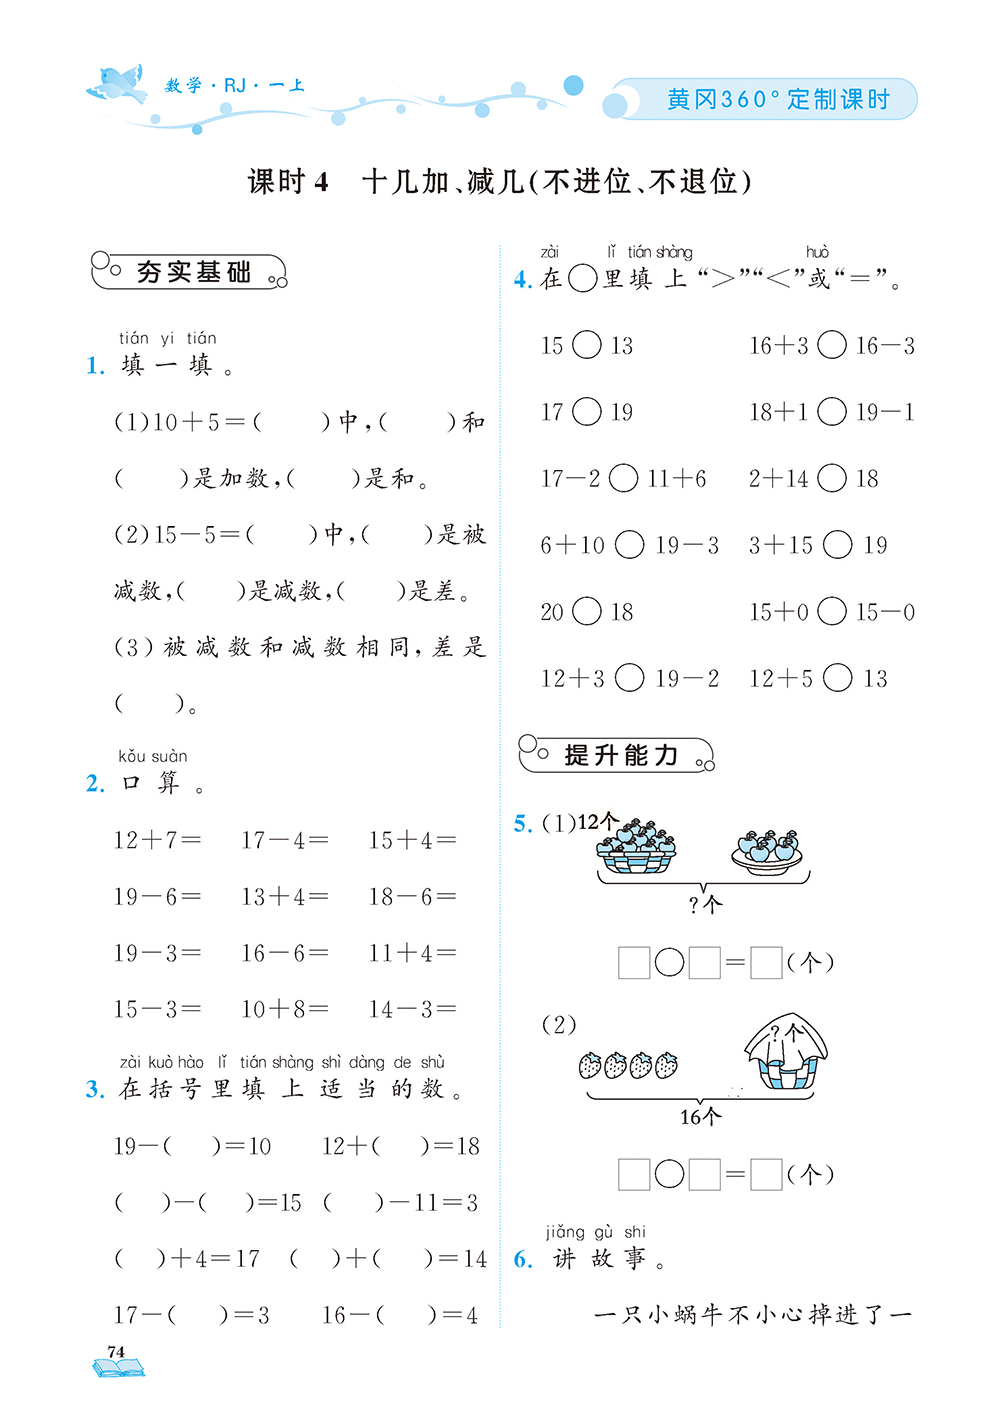 数学·RJ·一上
黄冈360°定制课时
课时4 十几加、减几(不进位、不退位)
夯实基础
tián yi tián
1. 填一填。
(1)10+5=( )中,( )和
( )是加数,( )是和。
(2)15-5=( )中,( )是被
减数,( )是减数,( )是差。
(3)被减数和减数相同,差是
( )。
kǒu suàn
2. 口算。
12+7= 17-4= 15+4=
19-6= 13+4= 18-6=
19-3= 16-6= 11+4=
15-3= 10+8= 14-3=
zài kuò hào lǐ tián shàng shì dàng de shù
3. 在括号里填上适当的数。
19-( )=10 12+( )=18
( )-( )=15 ( )-11=3
( )+4=17 ( )+( )=14
17-( )=3 16-( )=4
74
zài lǐ tián shàng huò
4. 在○里填上“>”“<”或“=”。
15○13 16+3○16-3
17○19 18+1○19-1
17-2○11+6 2+14○18
6+10○19-3 3+15○19
20○18 15+0○15-0
12+3○19-2 12+5○13
提升能力
5. (1)12个
?个
□○□=□(个)
(2)
?个
16个
□○□=□(个)
jiǎng gù shi
6. 讲故事。
一只小蜗牛不小心掉进了一